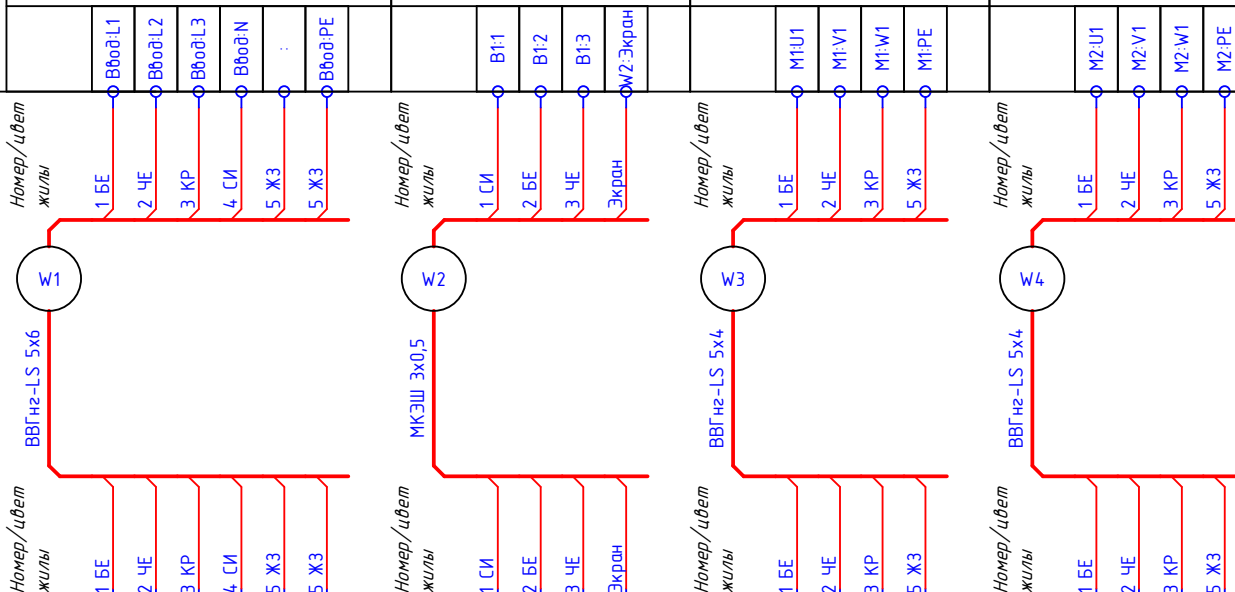 Ввод:L1
Ввод:L2
Ввод:L3
Ввод:N
:
Ввод:PE
B1:1
B1:2
B1:3
W2:Экран
M1:U1
M1:V1
M1:W1
M1:PE
M2:U1
M2:V1
M2:W1
M2:PE
Номер/цвет
жилы
1 БЕ
2 ЧЕ
3 КР
4 СИ
5 ЖЗ
5 ЖЗ
Номер/цвет
жилы
1 СИ
2 БЕ
3 ЧЕ
Экран
Номер/цвет
жилы
1 БЕ
2 ЧЕ
3 КР
5 ЖЗ
Номер/цвет
жилы
1 БЕ
2 ЧЕ
3 КР
5 ЖЗ
W1
W2
W3
W4
ВВГнг-LS 5x6
МКЭШ 3x0,5
ВВГнг-LS 5x4
ВВГнг-LS 5x4
Номер/цвет
жилы
1 БЕ
2 ЧЕ
3 КР
4 СИ
5 ЖЗ
5 ЖЗ
Номер/цвет
жилы
1 СИ
2 БЕ
3 ЧЕ
Экран
Номер/цвет
жилы
1 БЕ
2 ЧЕ
3 КР
5 ЖЗ
Номер/цвет
жилы
1 БЕ
2 ЧЕ
3 КР
5 ЖЗ